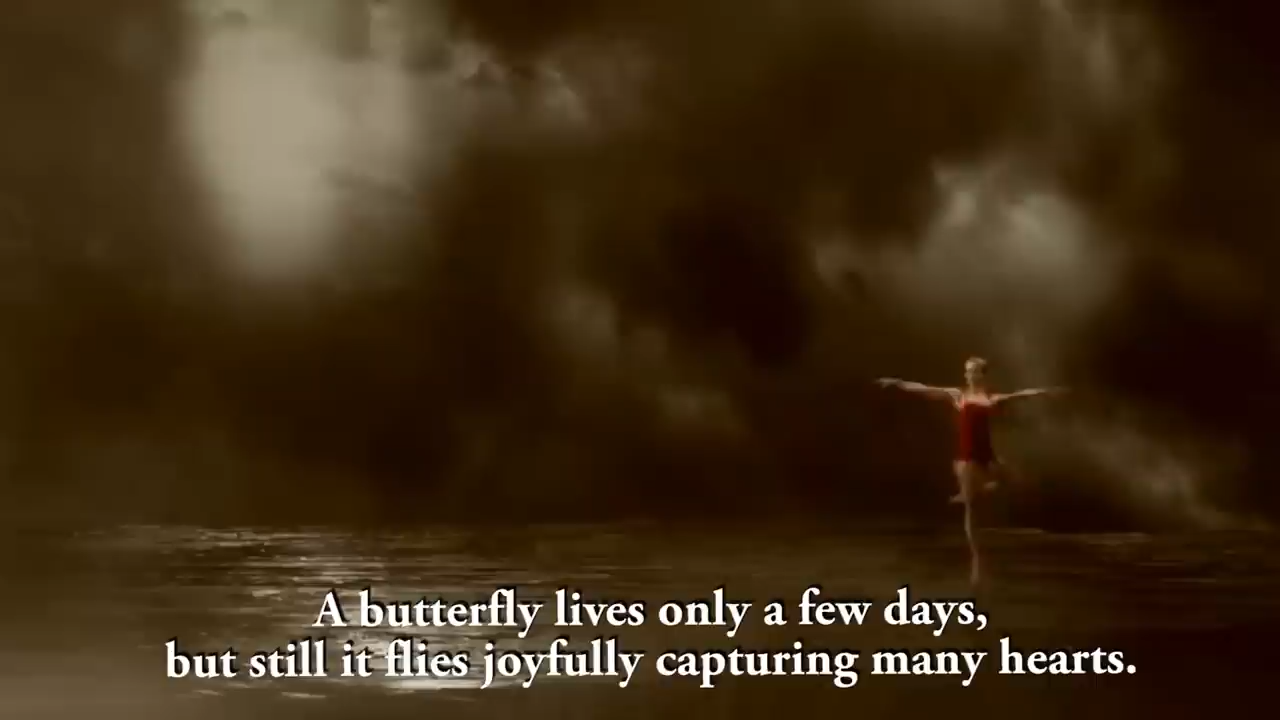 A butterfly lives only a few days,
but still it flies joyfully capturing many hearts.